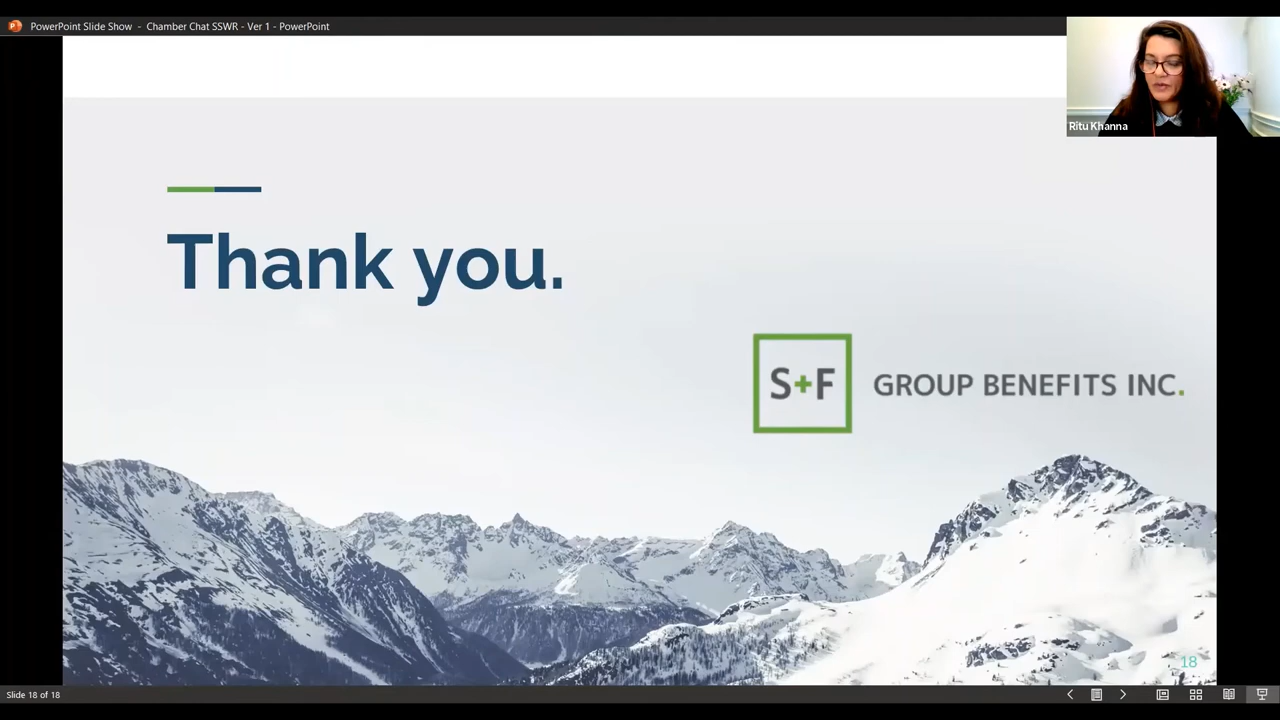 PowerPoint Slide Show - Chamber Chat SSWR - Ver 1 - PowerPoint
Ritu Khanna
Thank you.
S+F GROUP BENEFITS INC.
18
Slide 18 of 18